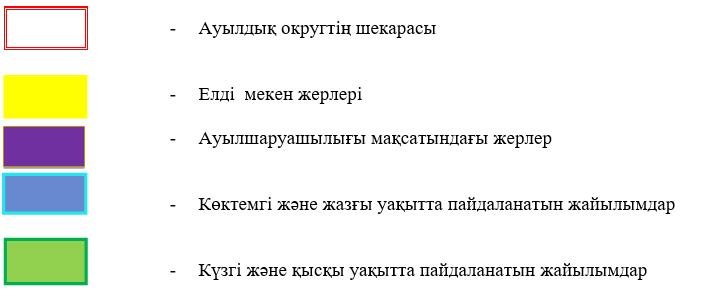 - Ауылдық округтің шекарасы
- Елді мекен жерлері
- Ауылшаруашылығы мақсатындағы жерлер
- Көктемгі және жазғы уақытта пайдаланатын жайылымдар
- Күзгі және қысқы уақытта пайдаланатын жайылымдар